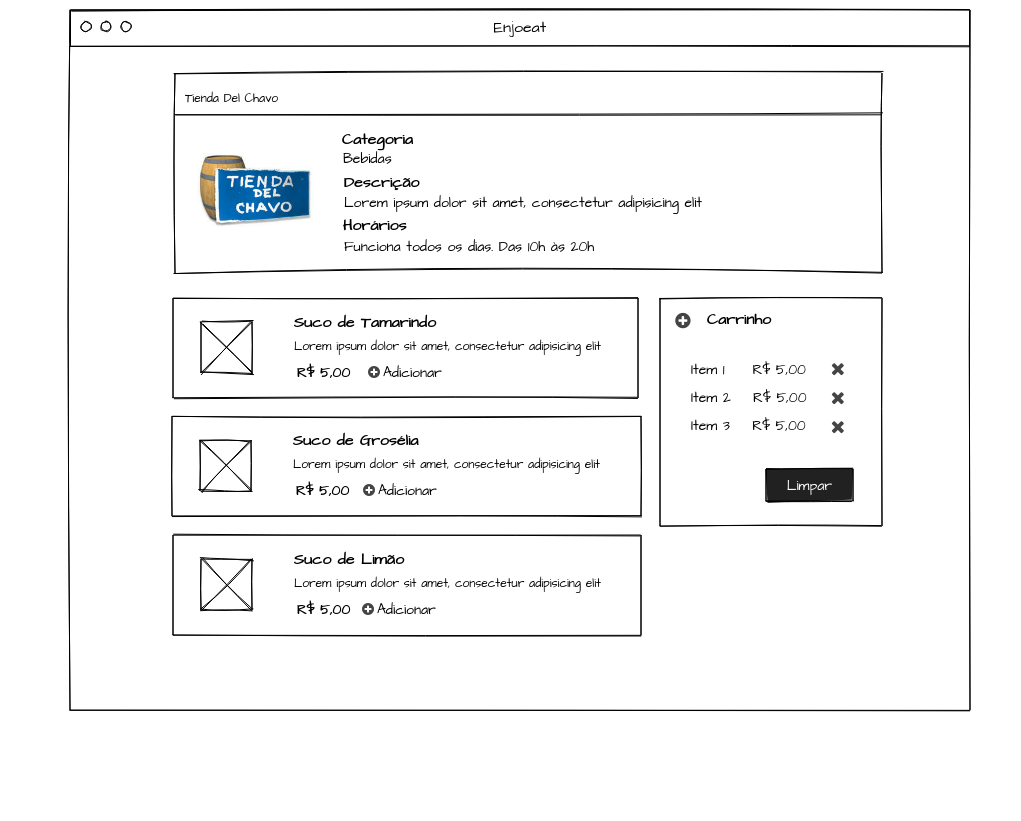 Enjoeat
Tienda Del Chavo
TIENDA
DEL
CHAVO
Categoria
Bebidas
Descrição
Lorem ipsum dolor sit amet, consectetur adipisicing elit
Horários
Funciona todos os dias. Das 10h às 20h
Suco de Tamarindo
Lorem ipsum dolor sit amet, consectetur adipisicing elit
R$ 5,00 Adicionar
Suco de Grosélia
Lorem ipsum dolor sit amet, consectetur adipisicing elit
R$ 5,00 Adicionar
Suco de Limão
Lorem ipsum dolor sit amet, consectetur adipisicing elit
R$ 5,00 Adicionar
Carrinho
Item 1 R$ 5,00
Item 2 R$ 5,00
Item 3 R$ 5,00
Limpar